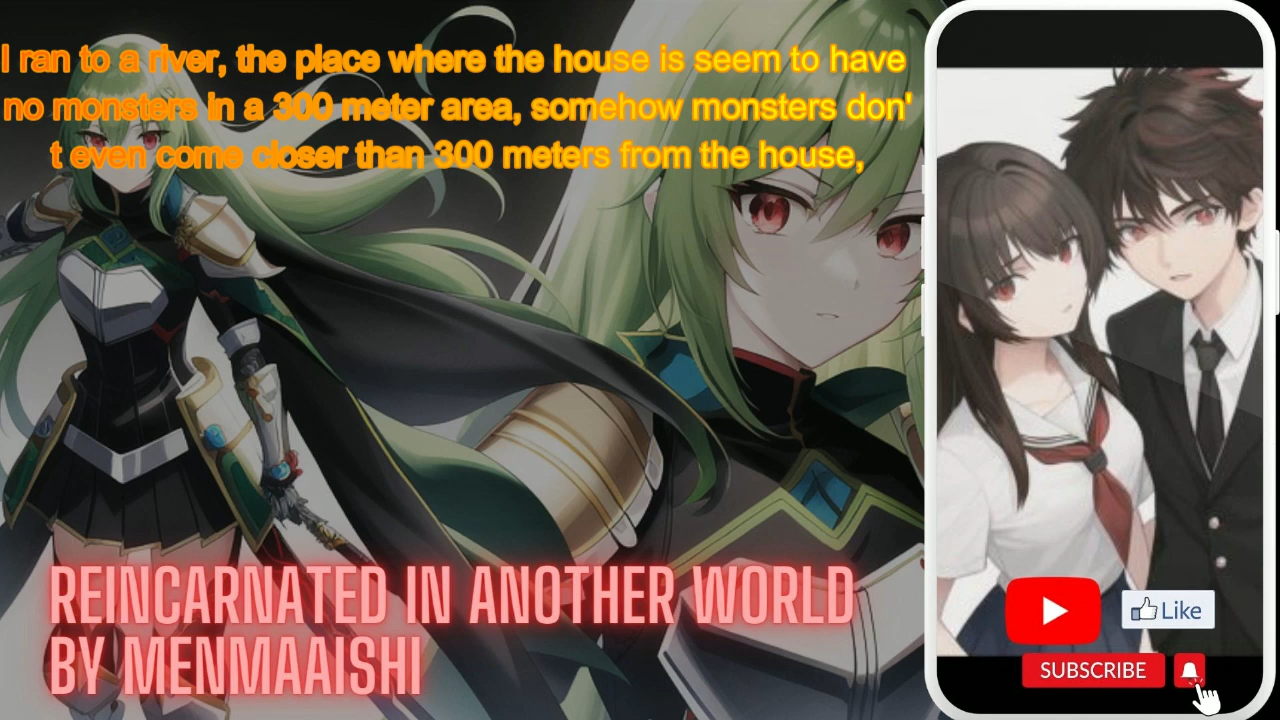 I ran to a river, the place where the house is seem to have
no monsters in a 300 meter area, somehow monsters don'
t even come closer than 300 meters from the house,
REINCARNATED IN ANOTHER WORLD
BY MENMAAISHI
Like
SUBSCRIBE